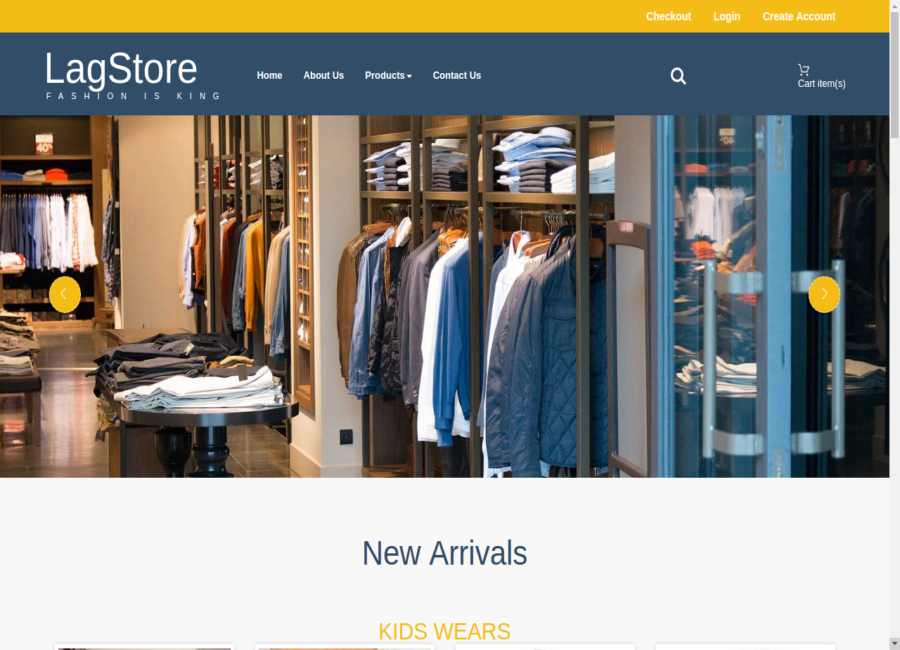 Checkout Login Create Account
LagStore
FASHION IS KING
Home About Us Products Contact Us
Cart item(s)
40%
New Arrivals
KIDS WEARS